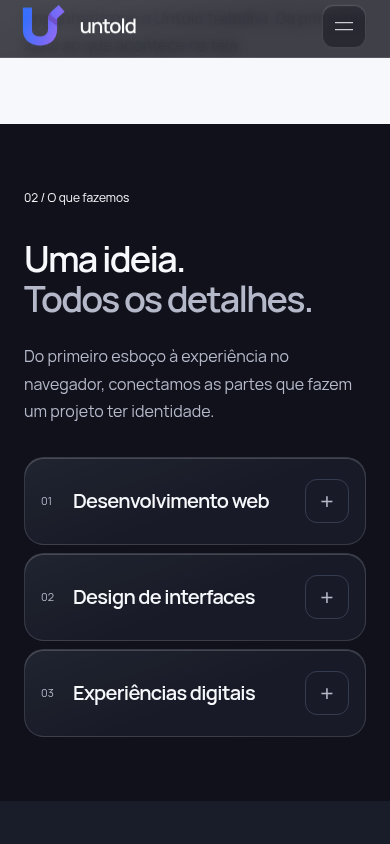 untold
02 / O que fazemos
Uma ideia.
Todos os detalhes.
Do primeiro esboço à experiência no
navegador, conectamos as partes que fazem
um projeto ter identidade.
01 Desenvolvimento web +
02 Design de interfaces +
03 Experiências digitais +